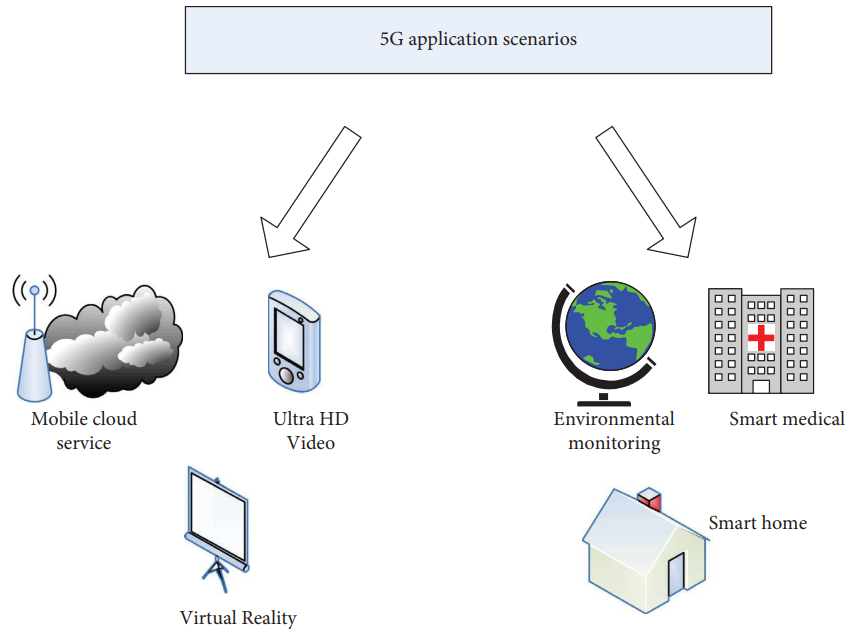 5G application scenarios
Mobile cloud
service
Ultra HD
Video
Environmental
monitoring
Smart medical
Virtual Reality
Smart home